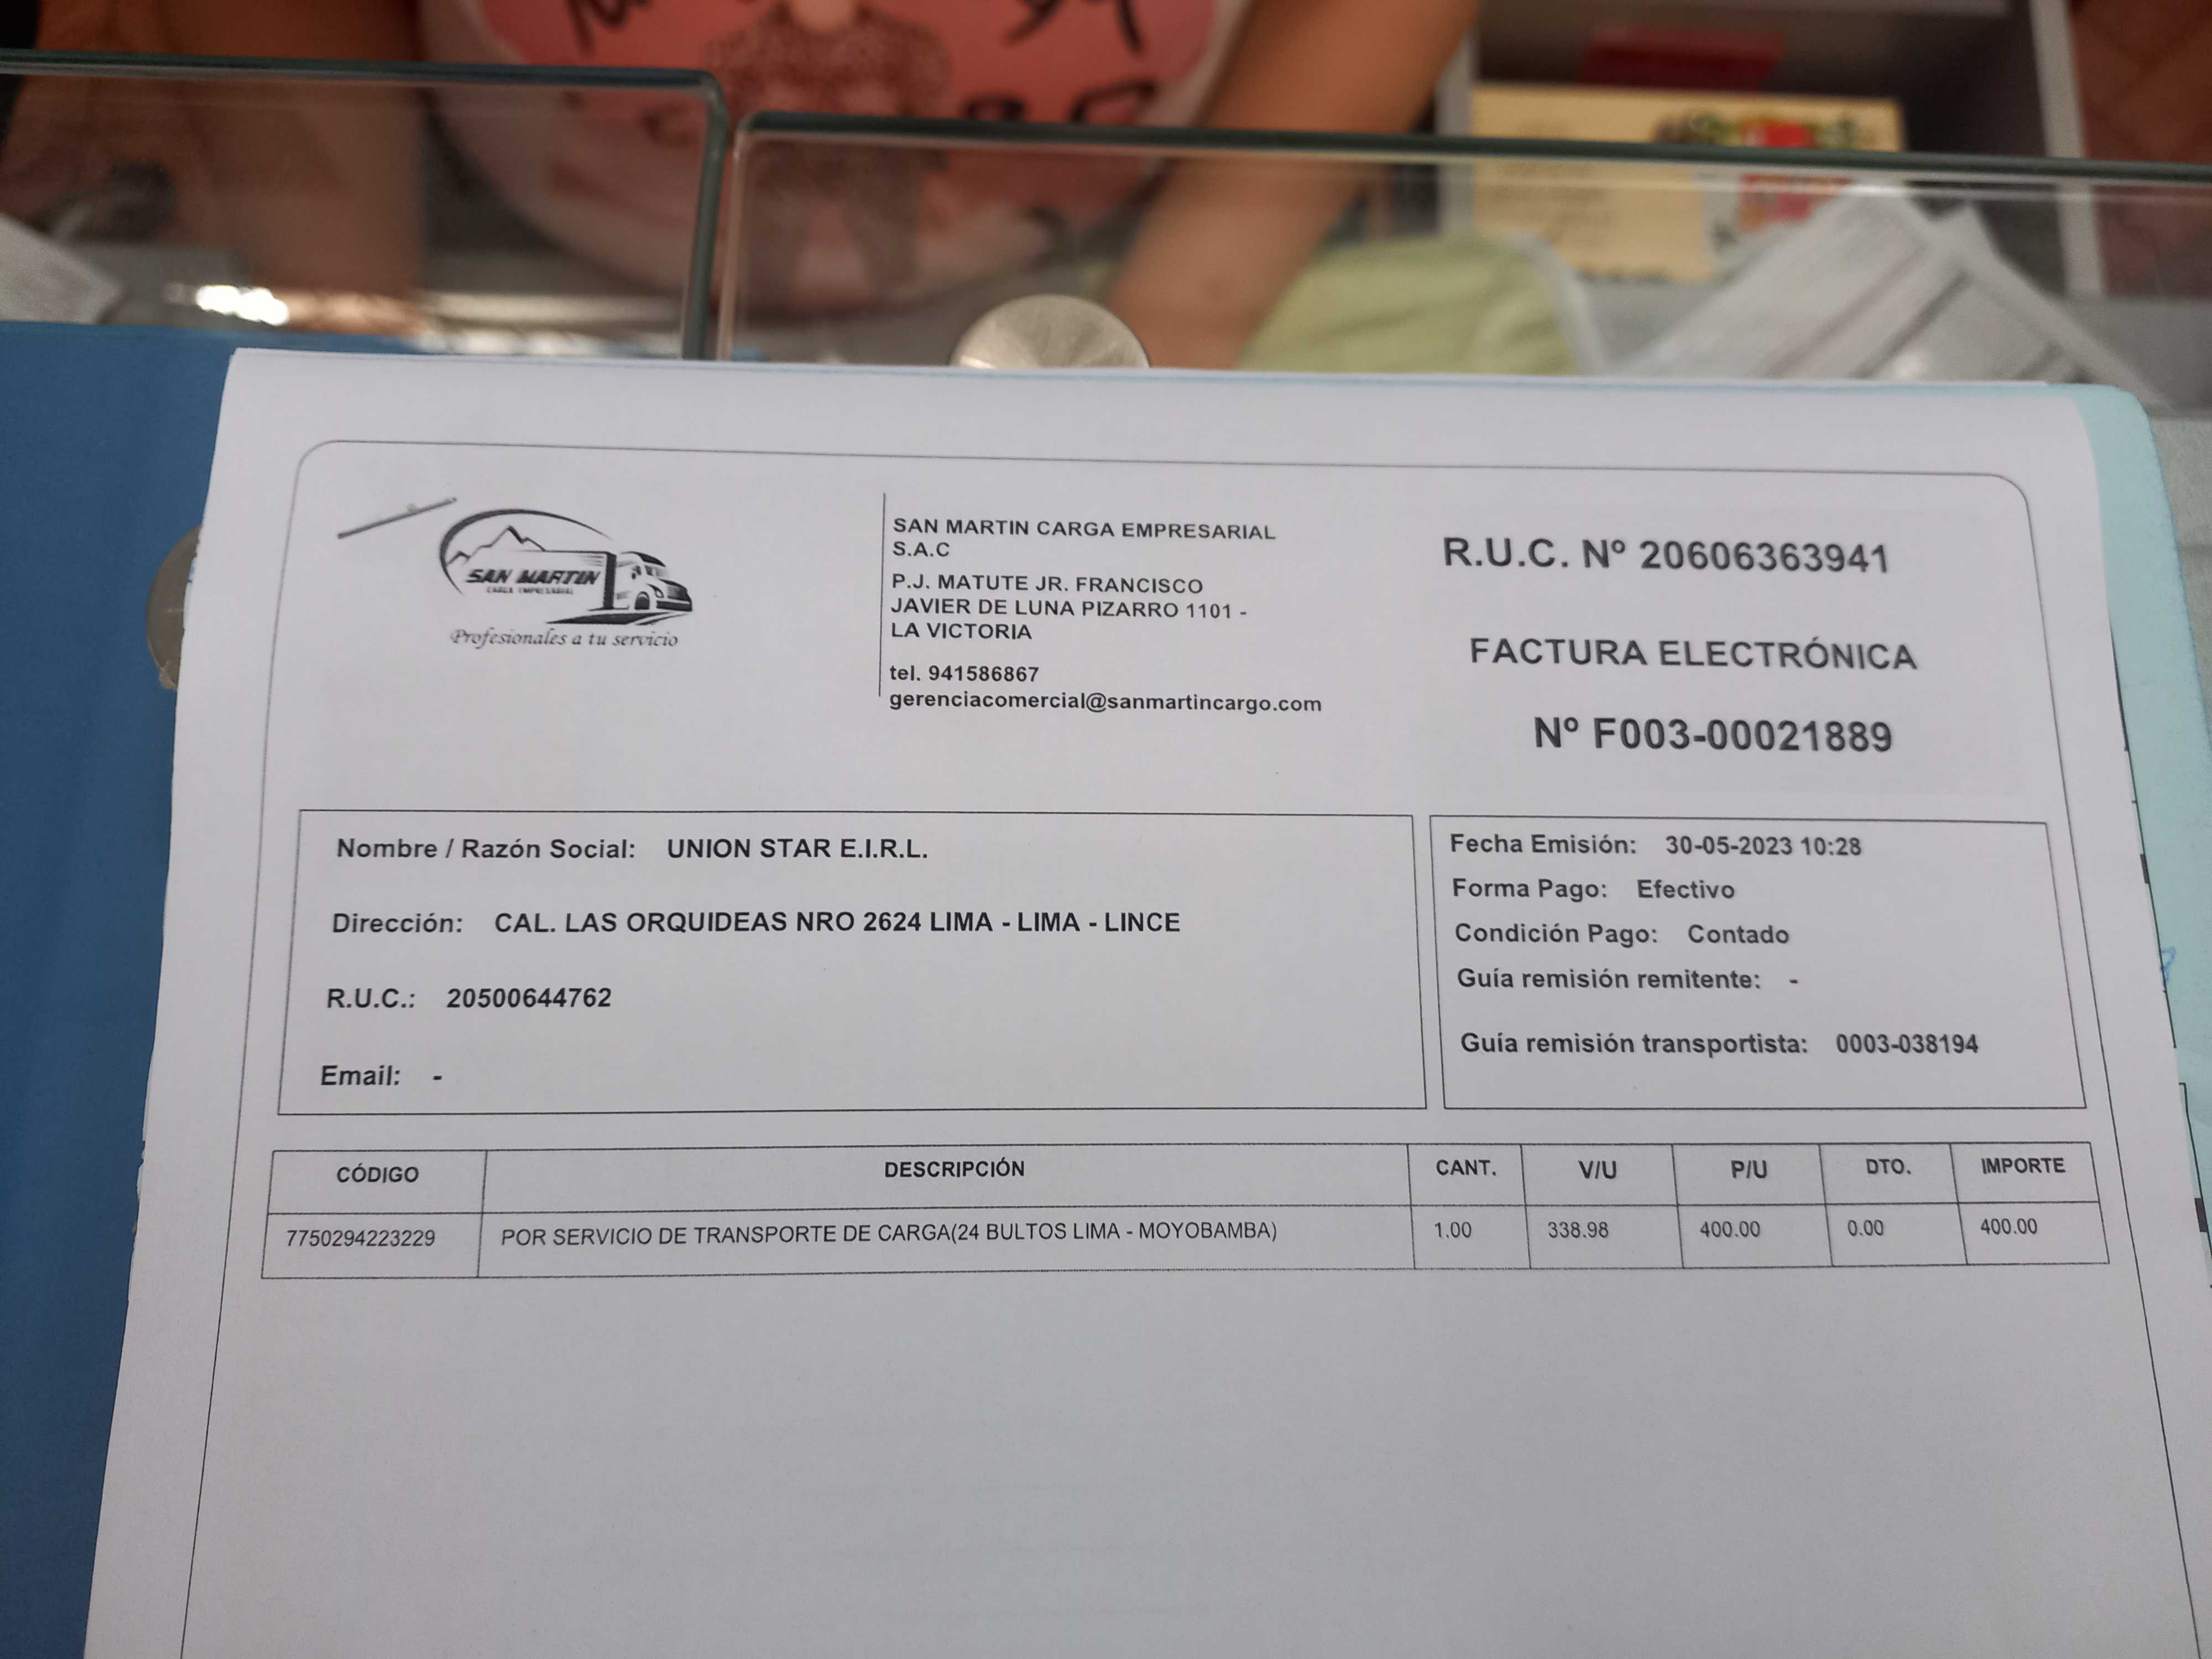 SAN MARTIN
CARGA EMPRESARIAL
Profesionales a tu servicio
SAN MARTIN CARGA EMPRESARIAL
S.A.C
P.J. MATUTE JR. FRANCISCO
JAVIER DE LUNA PIZARRO 1101 -
LA VICTORIA
tel. 941586867
gerenciacomercial@sanmartincargo.com
R.U.C. Nº 20606363941
FACTURA ELECTRÓNICA
Nº F003-00021889
Nombre / Razón Social: UNION STAR E.I.R.L.
Dirección: CAL. LAS ORQUIDEAS NRO 2624 LIMA - LIMA - LINCE
R.U.C.: 20500644762
Email: -
Fecha Emisión: 30-05-2023 10:28
Forma Pago: Efectivo
Condición Pago: Contado
Guía remisión remitente: -
Guía remisión transportista: 0003-038194
CÓDIGO DESCRIPCIÓN CANT. V/U P/U DTO. IMPORTE
7750294223229 POR SERVICIO DE TRANSPORTE DE CARGA(24 BULTOS LIMA - MOYOBAMBA) 1.00 338.98 400.00 0.00 400.00